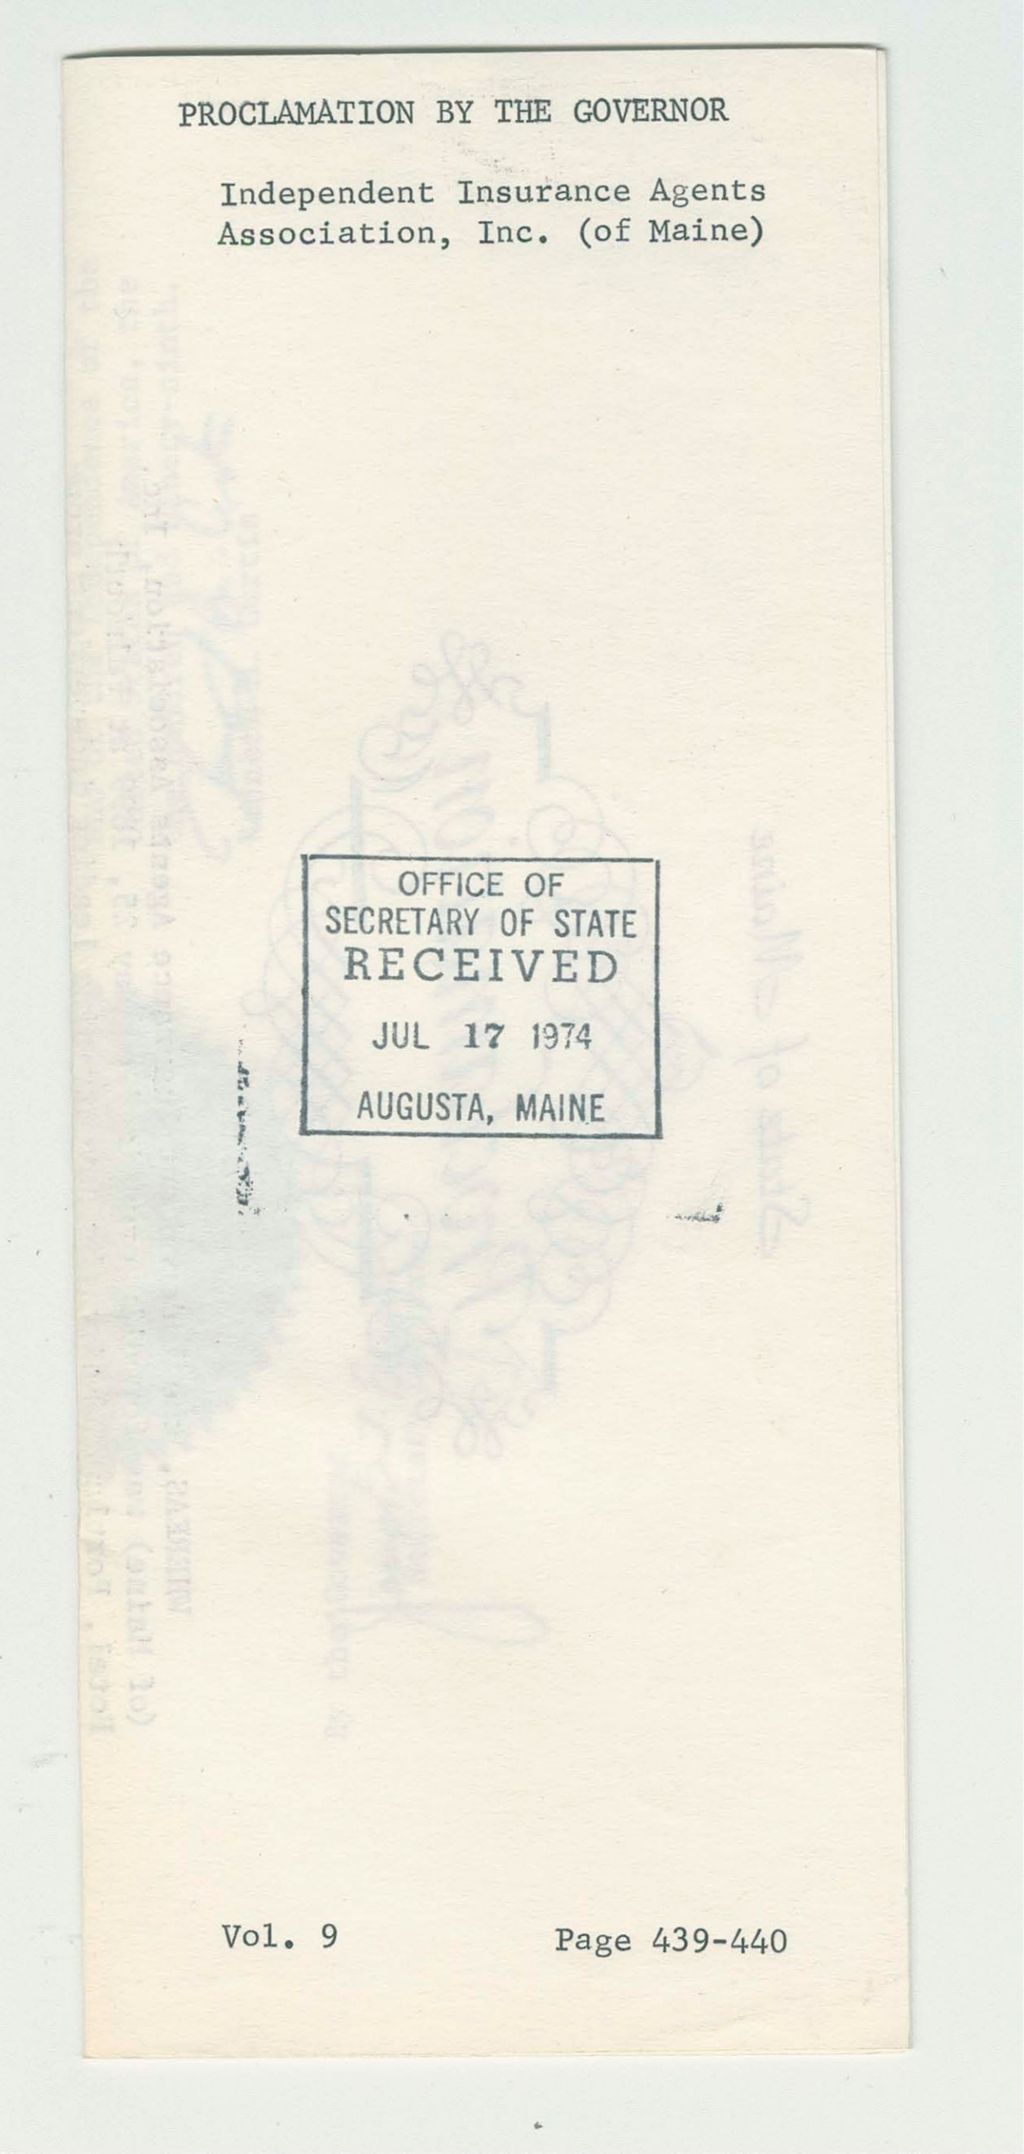 PROCLAMATION BY THE GOVERNOR
Independent Insurance Agents
Association, Inc. (of Maine)
OFFICE OF
SECRETARY OF STATE
RECEIVED
JUL 17 1974
AUGUSTA, MAINE
Vol. 9 Page 439-440